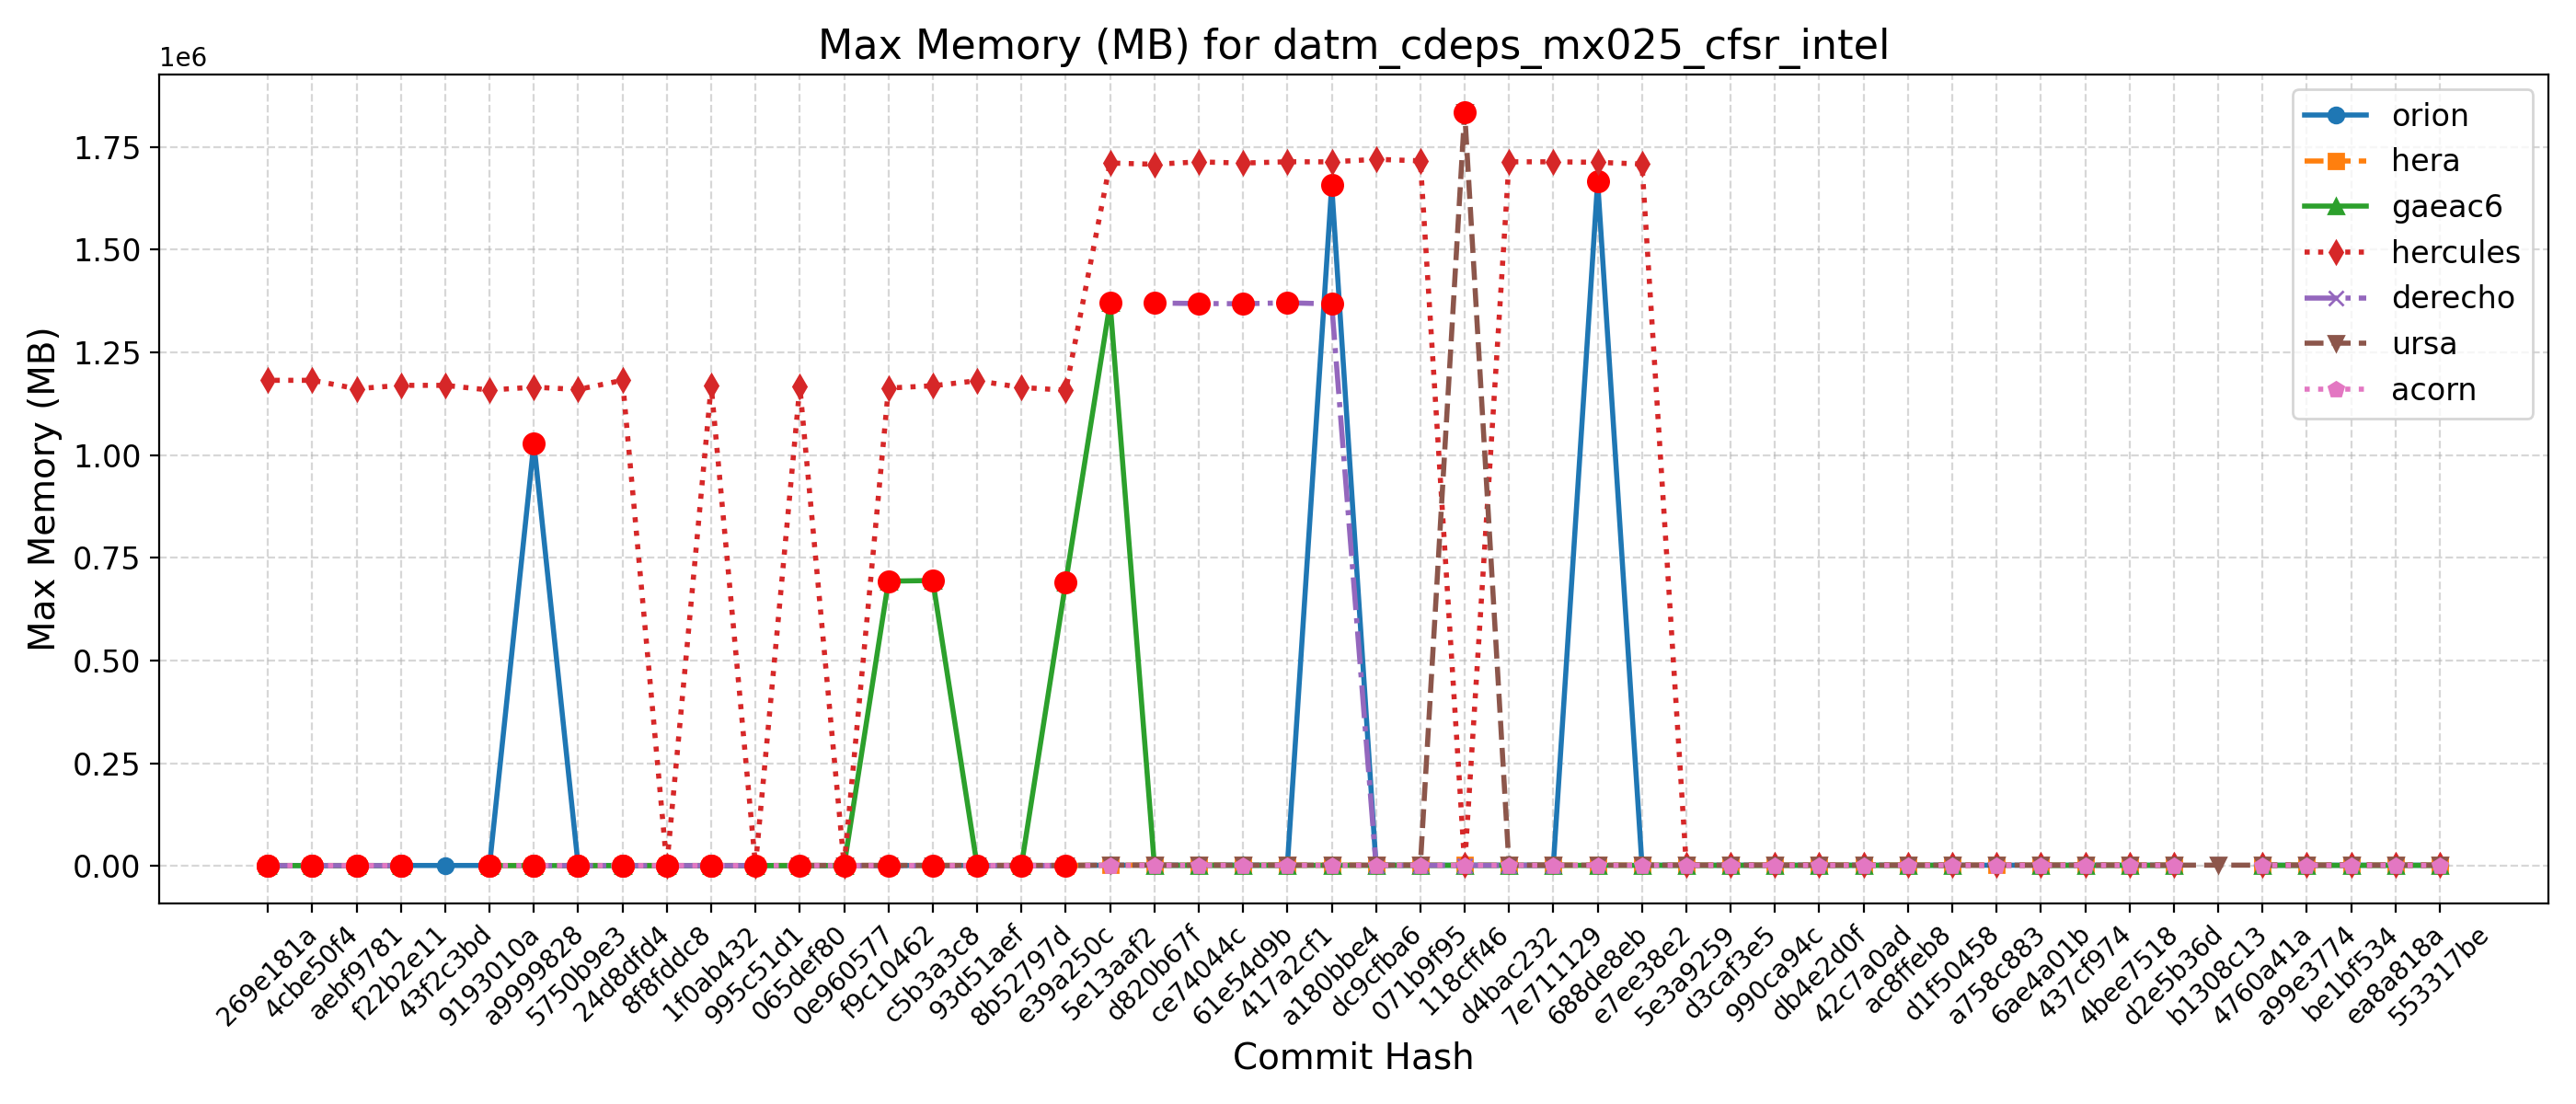 Max Memory (MB) for datm_cdeps_mx025_cfsr_intel
1e6
1.75
1.50
1.25
1.00
0.75
0.50
0.25
0.00
Max Memory (MB)
orion
hera
gaeac6
hercules
derecho
ursa
acorn
269e181a
4cbe50f4
aebf9781
f22b2e11
43f2c3bd
9193010a
a9999828
5750b9e3
24d8dfd4
8f8fddc8
1f0ab432
995c51d1
065def80
0e960577
f9c10462
c5b3a3c8
93d51aef
8b52797d
e39a250c
5e13aaf2
d820b67f
ce74044c
61e54d9b
417a2cf1
a180bbe4
dc9cfba6
071b9f95
118cff46
d4bac232
7e711129
688de8eb
e7ee38e2
5e3a9259
d3caf3e5
990ca94c
db4e2d0f
42c7a0ad
ac8ffeb8
d1f50458
a758c883
6ae4a01b
437cf974
4bee7518
d2e5b36d
b1308c13
4760a41a
a99e3774
be1bf534
ea8a818a
553317be
Commit Hash